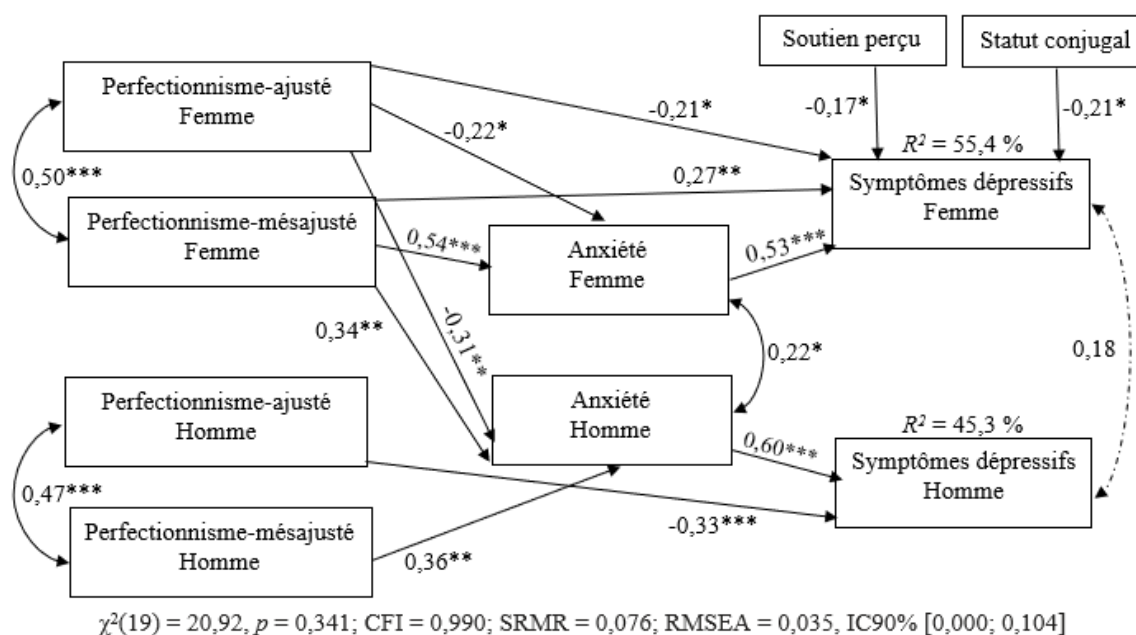 Soutien perçu
Statut conjugal
Perfectionnisme-ajusté
Femme
-0,21*
-0,17*
-0,21*
-0,22*
R² = 55,4 %
0,50***
0,27**
Symptômes dépressifs
Femme
Perfectionnisme-mésajusté
Femme
0,54***
Anxiété
Femme
0,53***
0,34**
-0,31**
0,22*
0,18
Perfectionnisme-ajusté
Homme
Anxiété
Homme
R² = 45,3 %
0,60***
Symptômes dépressifs
Homme
0,47***
Perfectionnisme-mésajusté
Homme
-0,33***
0,36**
χ²(19) = 20,92, p = 0,341; CFI = 0,990; SRMR = 0,076; RMSEA = 0,035, IC90% [0,000; 0,104]